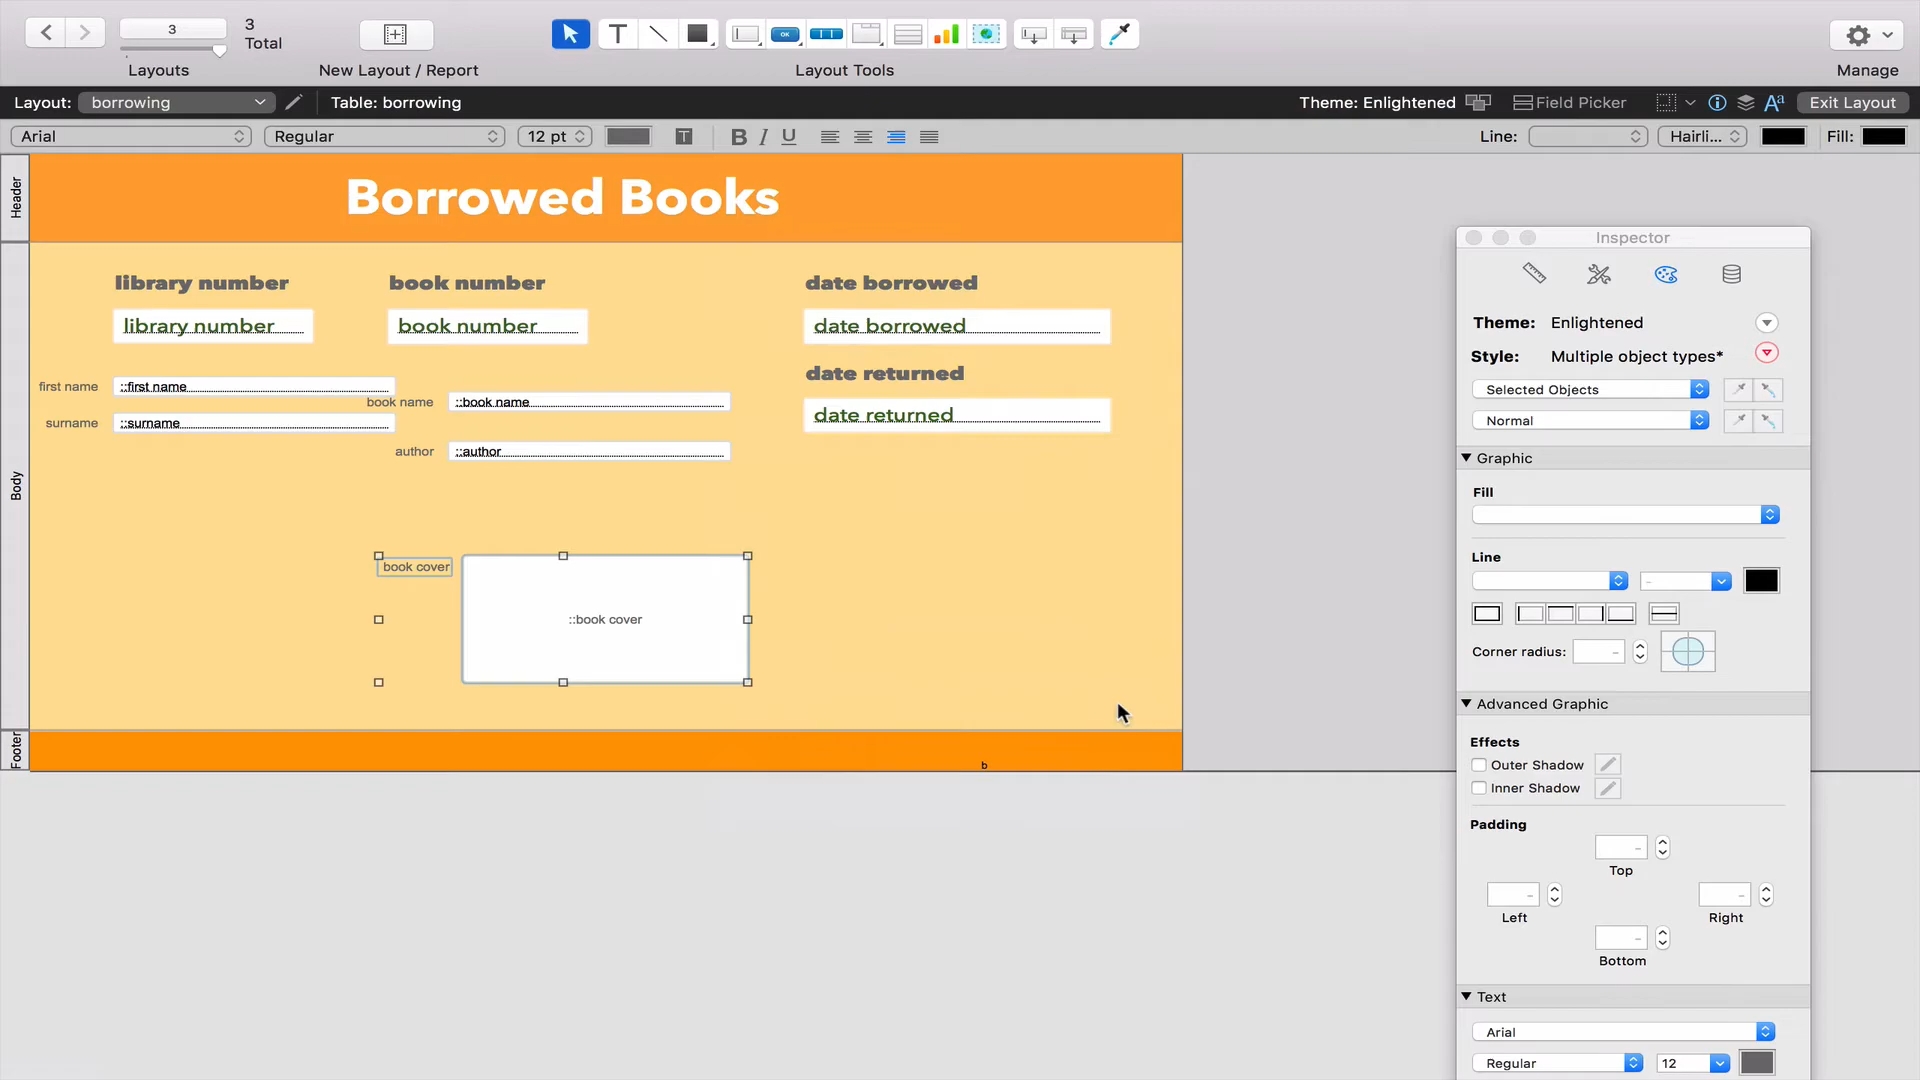 3
3
Total
Layouts
New Layout / Report
OK
Layout Tools
Manage
Layout:
borrowing
Table: borrowing
Theme: Enlightened
Field Picker
Aa
Exit Layout
Arial
Regular
12 pt
T
B
I
U
Line:
Hairli...
Fill:
Header
Borrowed Books
Body
library number
book number
date borrowed
library number
book number
date borrowed
date returned
first name
::first name
book name
::book name
surname
::surname
date returned
author
::author
book cover
::book cover
Footer
b
Inspector
Theme:
Enlightened
Style:
Multiple object types*
Selected Objects
Normal
Graphic
Fill
Line
Corner radius:
Advanced Graphic
Effects
Outer Shadow
Inner Shadow
Padding
Top
Left
Right
Bottom
Text
Arial
Regular
12